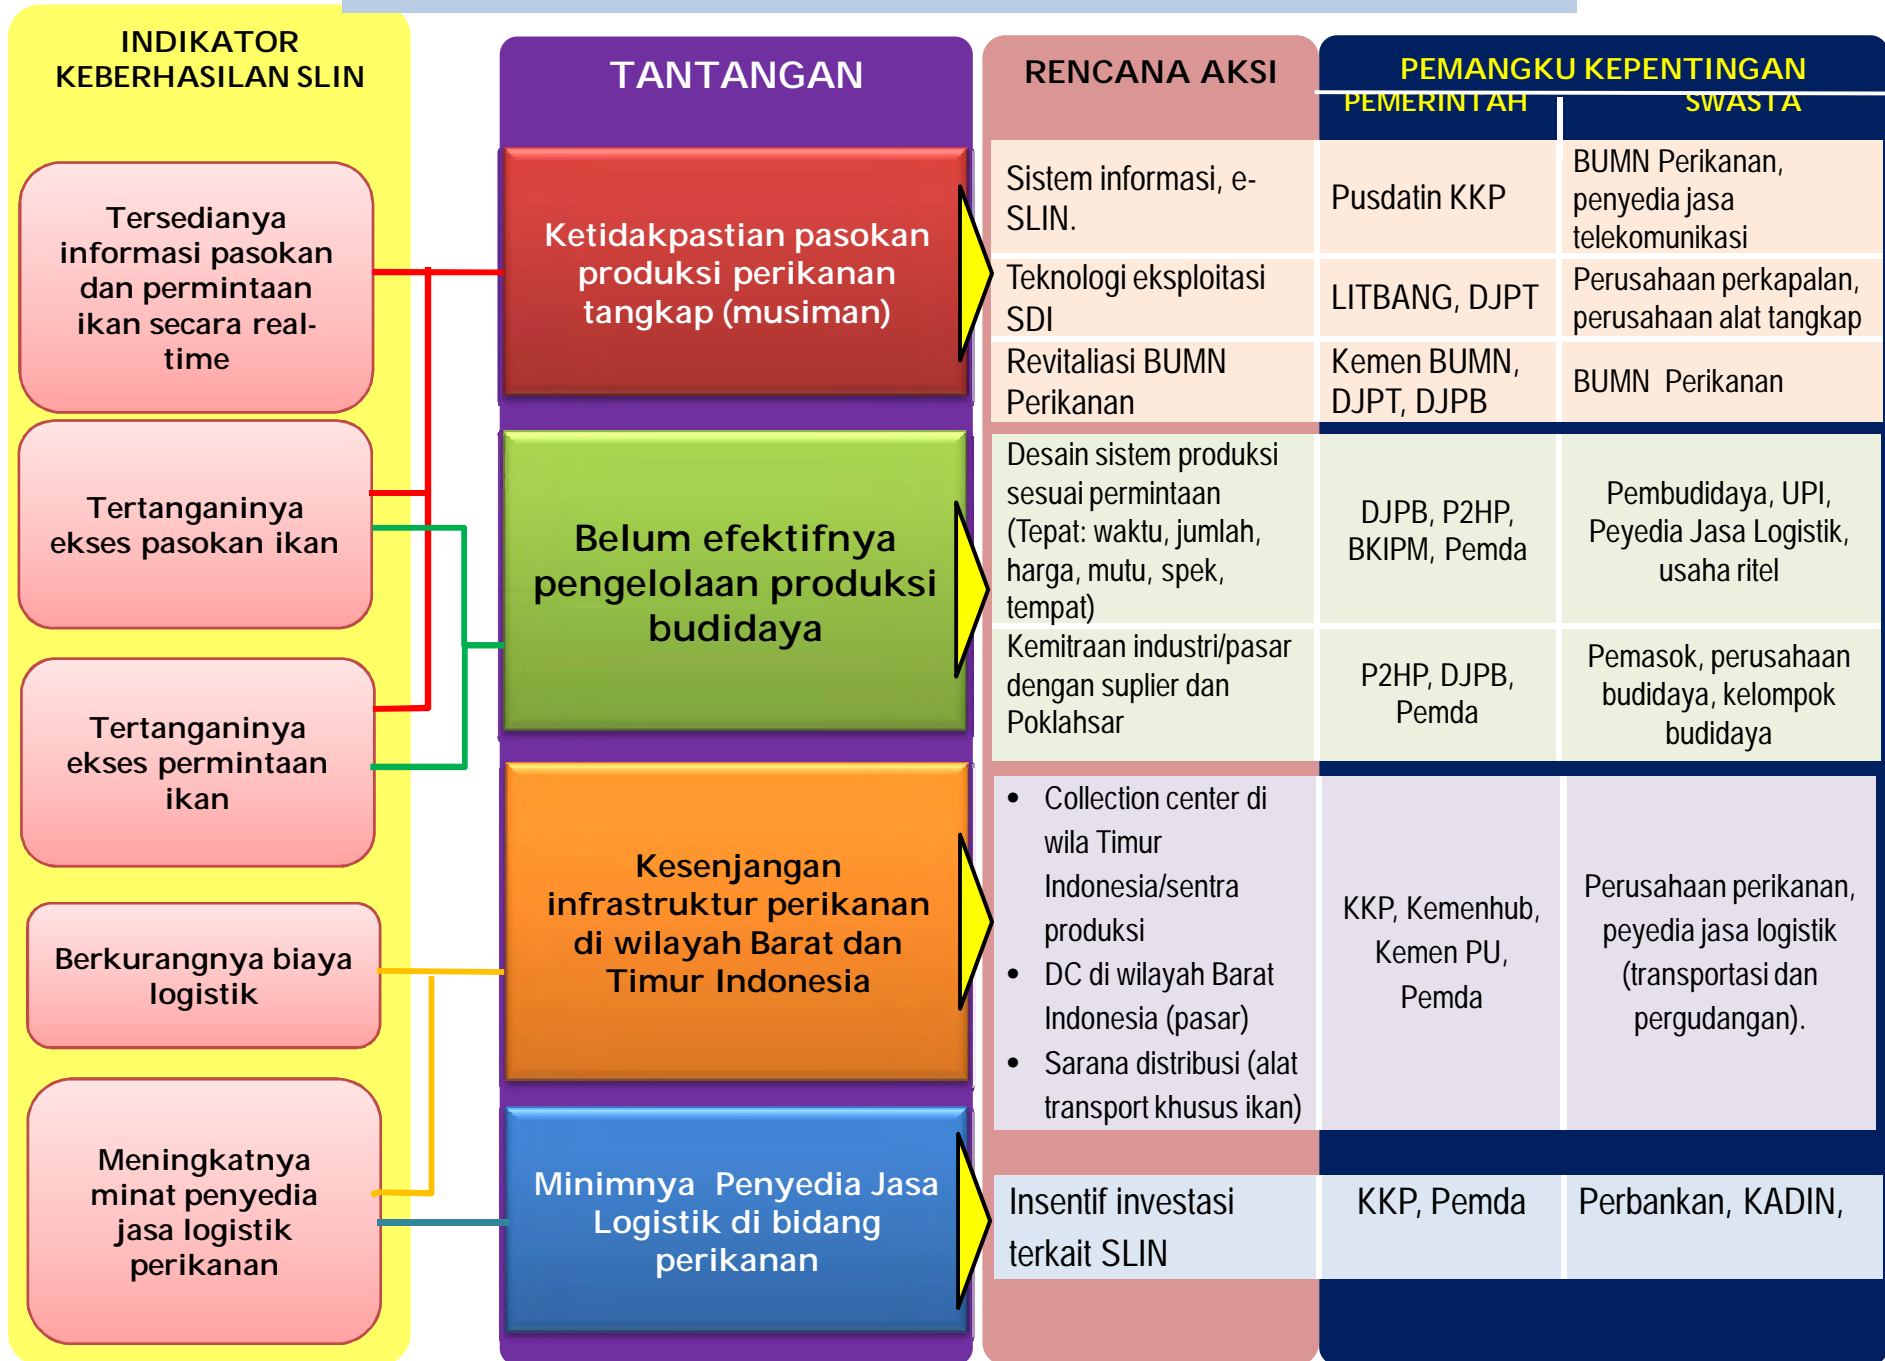 INDIKATOR
KEBERHASILAN SLIN
Tersedianya
informasi pasokan
dan permintaan
ikan secara real-
time
Tertanganinya
ekses pasokan ikan
Tertanganinya
ekses permintaan
ikan
Berkurangnya biaya
logistik
Meningkatnya
minat penyedia
jasa logistik
perikanan
TANTANGAN
Ketidakpastian pasokan
produksi perikanan
tangkap (musiman)
Belum efektifnya
pengelolaan produksi
budidaya
Kesenjangan
infrastruktur perikanan
di wilayah Barat dan
Timur Indonesia
Minimnya Penyedia Jasa
Logistik di bidang
perikanan
RENCANA AKSI
PEMANGKU KEPENTINGAN
PEMERINTAH
SWASTA
Sistem informasi, e-
SLIN.
Pusdatin KKP
BUMN Perikanan,
penyedia jasa
telekomunikasi
Teknologi eksploitasi
SDI
LITBANG, DJPT
Perusahaan perkapalan,
perusahaan alat tangkap
Revitaliasi BUMN
Perikanan
Kemen BUMN,
DJPT, DJPB
BUMN Perikanan
Desain sistem produksi
sesuai permintaan
(Tepat: waktu, jumlah,
harga, mutu, spek,
tempat)
DJPB, P2HP,
BKIPM, Pemda
Pembudidaya, UPI,
Peyedia Jasa Logistik,
usaha ritel
Kemitraan industri/pasar
dengan suplier dan
Poklahsar
P2HP, DJPB,
Pemda
Pemasok, perusahaan
budidaya, kelompok
budidaya
• Collection center di
wila Timur
Indonesia/sentra
produksi
• DC di wilayah Barat
Indonesia (pasar)
• Sarana distribusi (alat
transport khusus ikan)
KKP, Kemenhub,
Kemen PU,
Pemda
Perusahaan perikanan,
peyedia jasa logistik
(transportasi dan
pergudangan).
Insentif investasi
terkait SLIN
KKP, Pemda
Perbankan, KADIN,